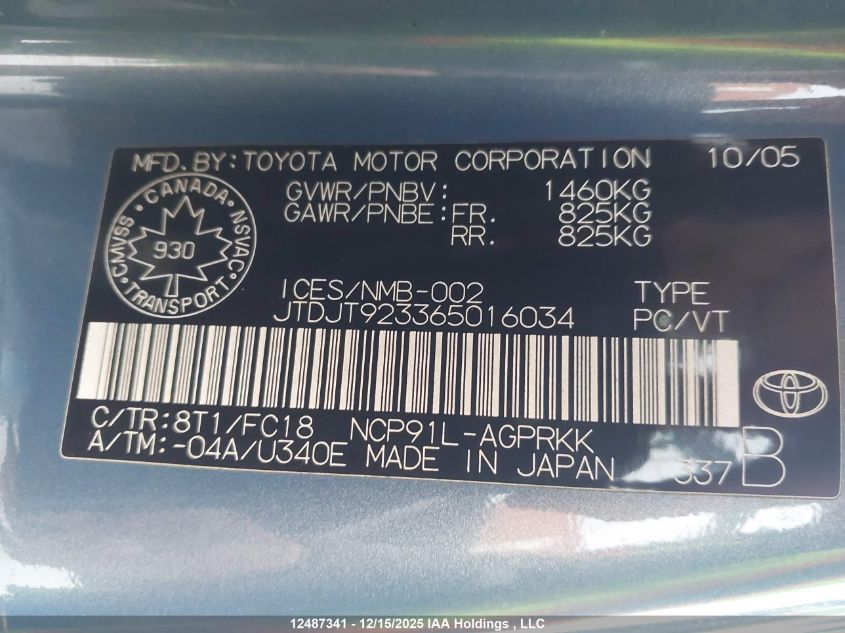 MFD.BY:TOYOTA MOTOR CORPORATION 10/05
CANADA
CMVSS NSVAC
930
TRANSPORT
GVWR/PNBV: 1460KG
GAWR/PNBE:FR. 825KG
RR. 825KG
ICES/NMB-002 TYPE
JTDJT923365016034 PC/VT
C/TR:8T1/FC18 NCP91L-AGPRKK
A/TM:-04A/U340E MADE IN JAPAN 337 B
12487341 - 12/15/2025 IAA Holdings , LLC